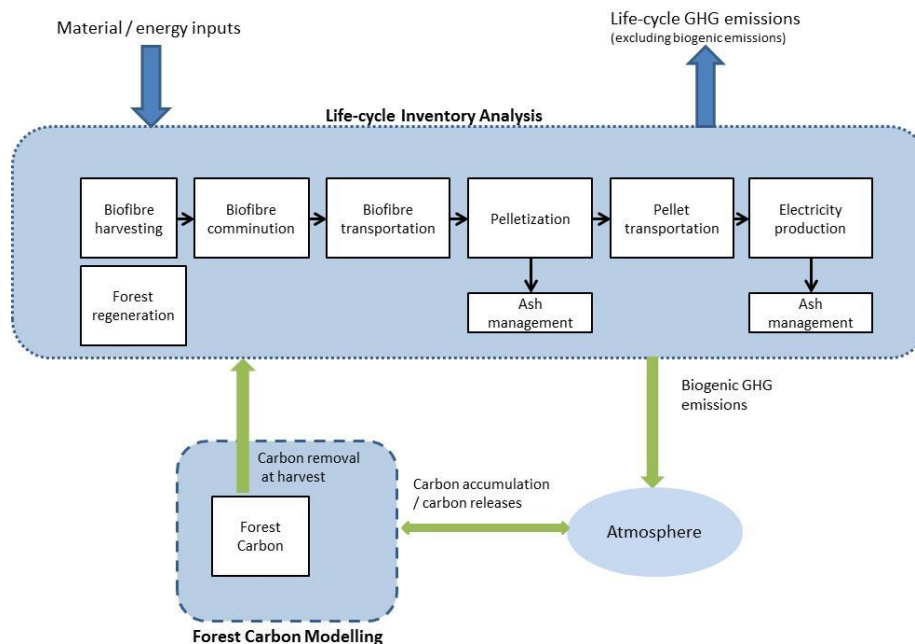 Material / energy inputs
Life-cycle GHG emissions
(excluding biogenic emissions)
Life-cycle Inventory Analysis
Biofibre
harvesting
Biofibre
comminution
Biofibre
transportation
Pelletization
Pellet
transportation
Electricity
production
Forest
regeneration
Ash
management
Ash
management
Biogenic GHG
emissions
Carbon removal
at harvest
Carbon accumulation
/ carbon releases
Forest
Carbon
Atmosphere
Forest Carbon Modelling